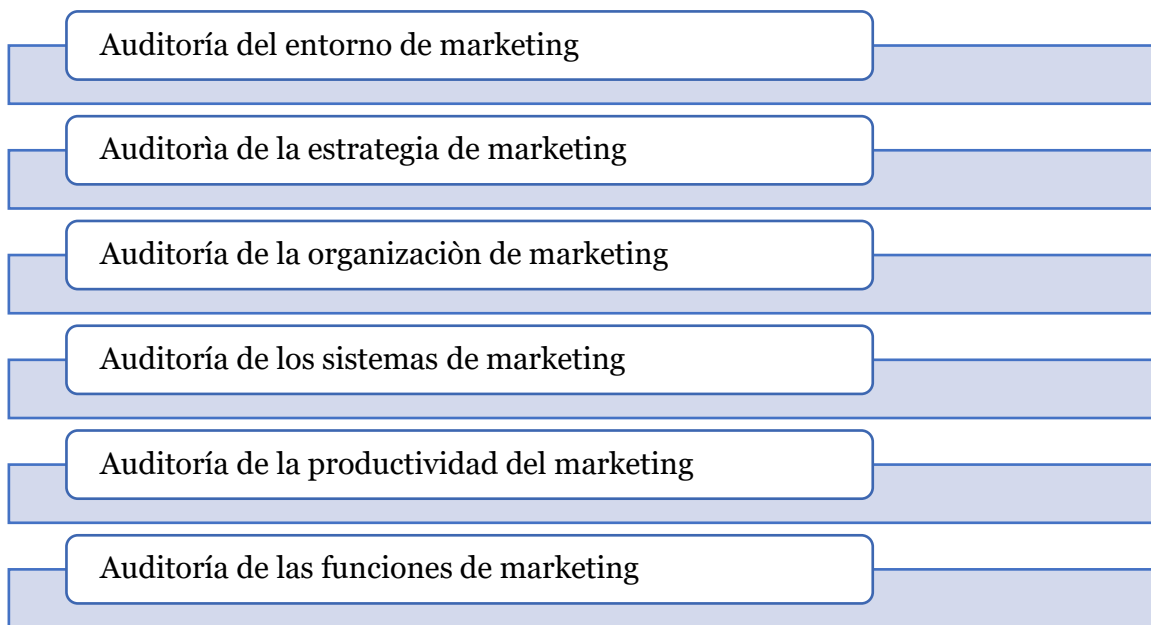 Auditoría del entorno de marketing
Auditorìa de la estrategia de marketing
Auditoría de la organizaciòn de marketing
Auditoría de los sistemas de marketing
Auditoría de la productividad del marketing
Auditoría de las funciones de marketing